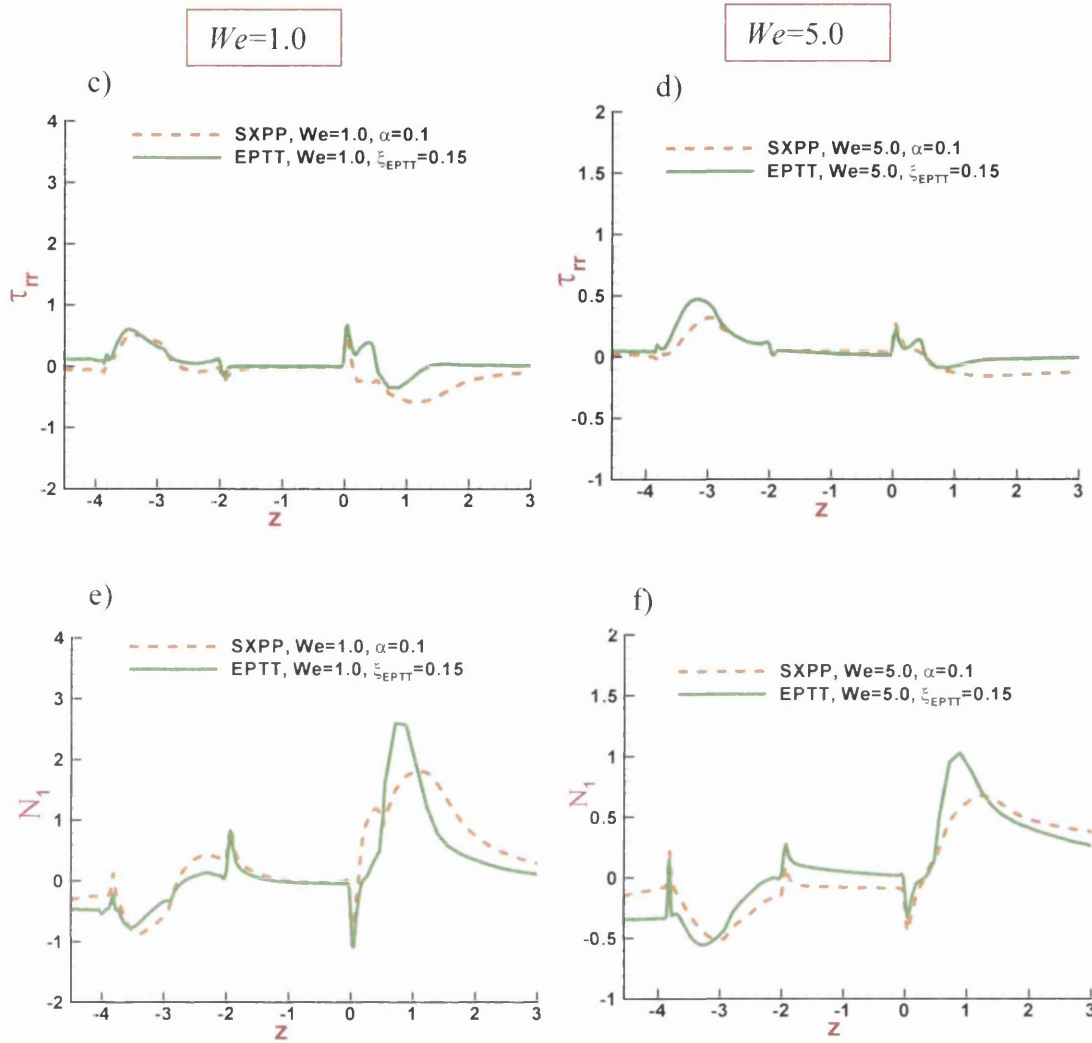 We=1.0
We=5.0
c)
SXPP, We=1.0, α=0.1
EPTT, We=1.0, ξEPTT=0.15
4
3
2
1
0
-1
-2
τrr
-4 -3 -2 -1 0 1 2 3
z
d)
SXPP, We=5.0, α=0.1
EPTT, We=5.0, ξEPTT=0.15
2
1.5
1
0.5
0
-0.5
-1
τrr
-4 -3 -2 -1 0 1 2 3
z
e)
SXPP, We=1.0, α=0.1
EPTT, We=1.0, ξEPTT=0.15
4
3
2
1
0
-1
-2
N1
-4 -3 -2 -1 0 1 2 3
z
f)
SXPP, We=5.0, α=0.1
EPTT, We=5.0, ξEPTT=0.15
2
1.5
1
0.5
0
-0.5
-1
N1
-4 -3 -2 -1 0 1 2 3
z